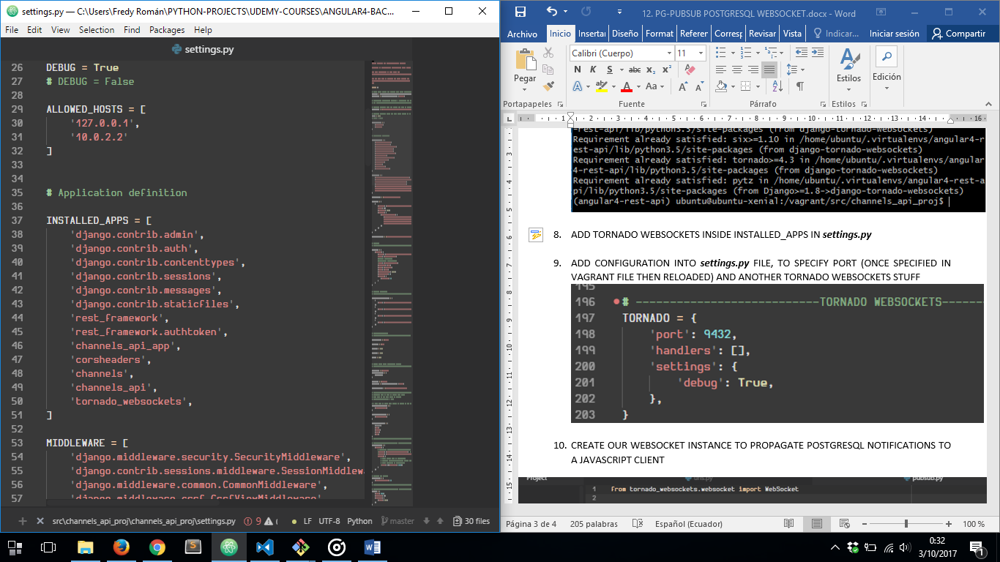 settings.py — C:\Users\Fredy Román\PYTHON-PROJECTS\UDEMY-COURSES\ANGULAR4-BAC...
File Edit View Selection Find Packages Help
settings.py
26 DEBUG = True
27 # DEBUG = False
28
29 ALLOWED_HOSTS = [
30 '127.0.0.1',
31 '10.0.2.2'
32 ]
33
34
35 # Application definition
36
37 INSTALLED_APPS = [
38 'django.contrib.admin',
39 'django.contrib.auth',
40 'django.contrib.contenttypes',
41 'django.contrib.sessions',
42 'django.contrib.messages',
43 'django.contrib.staticfiles',
44 'rest_framework',
45 'rest_framework.authtoken',
46 'channels_api_app',
47 'corsheaders',
48 'channels',
49 'channels_api',
50 'tornado_websockets',
51 ]
52
53 MIDDLEWARE = [
54 'django.middleware.security.SecurityMiddleware',
55 'django.contrib.sessions.middleware.SessionMiddlew
56 'django.middleware.common.CommonMiddleware',
57 'django.middleware.csrf.CsrfViewMiddleware'
src\channels_api_proj\channels_api_proj\settings.py 9 LF UTF-8 Python master 30 files
12. PG-PUBSUB POSTGRESQL WEBSOCKET.docx - Word
Archivo Inicio Insertar Diseño Format Referer Corresp Revisar Vista Indicar... Iniciar sesión Compartir
Calibri (Cuerpo) 11
Pegar
N K S abc x₂ x²
Estilos Edición
Portapapeles Fuente Párrafo Estilos
-rest-api/lib/python3.5/site-packages (from django-tornado-websockets)
Requirement already satisfied: six>=1.10 in /home/ubuntu/.virtualenvs/angular4-r
est-api/lib/python3.5/site-packages (from django-tornado-websockets)
Requirement already satisfied: tornado>=4.3 in /home/ubuntu/.virtualenvs/angular
4-rest-api/lib/python3.5/site-packages (from django-tornado-websockets)
Requirement already satisfied: pytz in /home/ubuntu/.virtualenvs/angular4-rest-a
pi/lib/python3.5/site-packages (from Django>=1.8->django-tornado-websockets)
(angular4-rest-api) ubuntu@ubuntu-xenial:/vagrant/src/channels_api_proj$
8. ADD TORNADO WEBSOCKETS INSIDE INSTALLED_APPS IN settings.py
9. ADD CONFIGURATION INTO settings.py FILE, TO SPECIFY PORT (ONCE SPECIFIED IN
VAGRANT FILE THEN RELOADED) AND ANOTHER TORNADO WEBSOCKETS STUFF
195
196 # ---------------------------TORNADO WEBSOCKETS------
197 TORNADO = {
198 'port': 9432,
199 'handlers': [],
200 'settings': {
201 'debug': True,
202 },
203 }
10. CREATE OUR WEBSOCKET INSTANCE TO PROPAGATE POSTGRESQL NOTIFICATIONS TO
A JAVASCRIPT CLIENT
Project urls.py pubsub.py
1 from tornado_websockets.websocket import WebSocket
2
Página 3 de 4 205 palabras Español (Ecuador) 100 %
0:32
3/10/2017